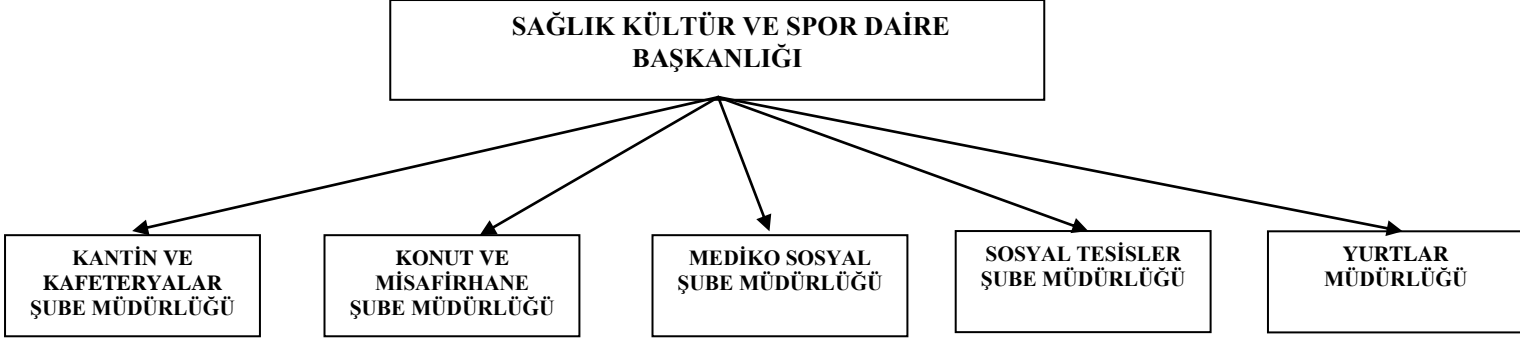 SAĞLIK KÜLTÜR VE SPOR DAİRE
BAŞKANLIĞI
KANTİN VE
KAFETERYALAR
ŞUBE MÜDÜRLÜĞÜ
KONUT VE
MİSAFİRHANE
ŞUBE MÜDÜRLÜĞÜ
MEDİKO SOSYAL
ŞUBE MÜDÜRLÜĞÜ
SOSYAL TESİSLER
ŞUBE MÜDÜRLÜĞÜ
YURTLAR
MÜDÜRLÜĞÜ